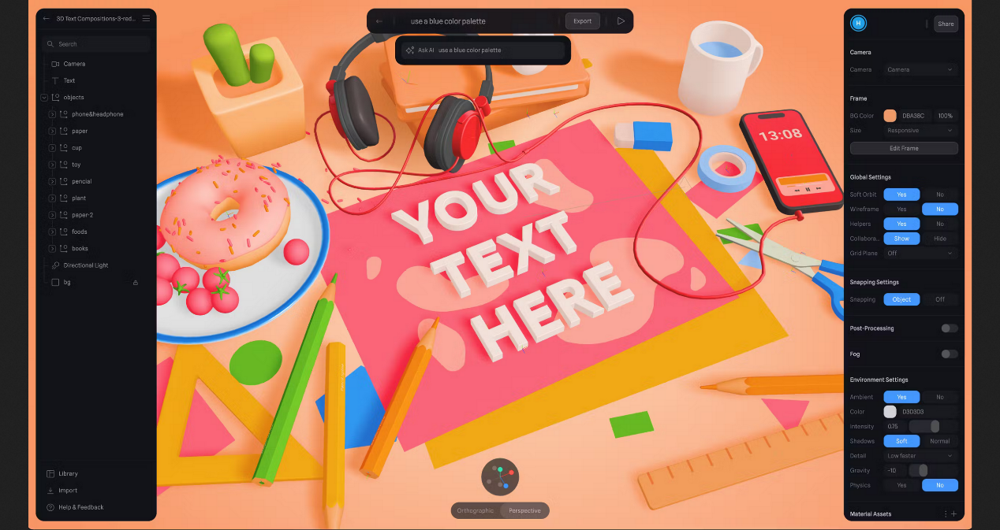 3D Text Compositions-3-red...
Search
Camera
Text
objects
phone&headphone
paper
cup
toy
pencial
plant
paper-2
foods
books
Directional Light
bg
Library
Import
Help & Feedback
use a blue color palette
Export
Ask AI use a blue color palette
13:08
YOUR
TEXT
HERE
Orthographic Perspective
H
Share
Camera
Camera Camera
Frame
BG Color DBA38C 100%
Size Responsive
Edit Frame
Global Settings
Soft Orbit Yes No
Wireframe Yes No
Helpers Yes No
Collabora... Show Hide
Grid Plane Off
Snapping Settings
Snapping Object Off
Post-Processing
Fog
Environment Settings
Ambient Yes No
Color D3D3D3
Intensity 0.75
Shadows Soft Normal
Detail Low faster
Gravity -10
Physics Yes No
Material Assets